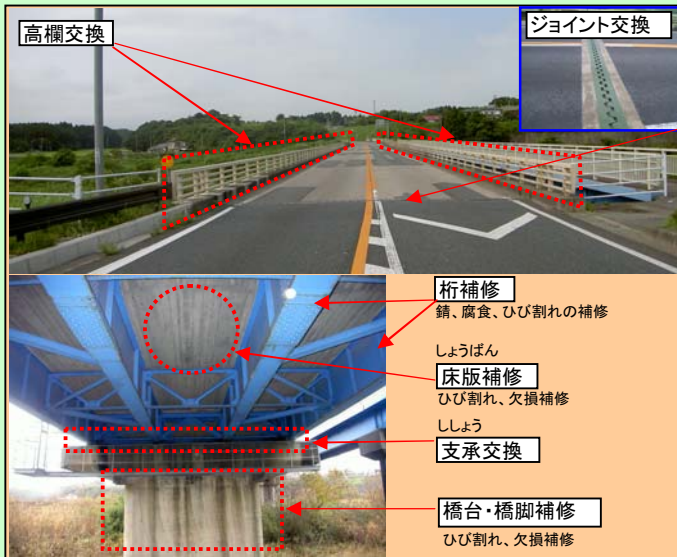 高欄交換
ジョイント交換
桁補修
錆、腐食、ひび割れの補修
しょうばん
床版補修
ひび割れ、欠損補修
ししょう
支承交換
橋台・橋脚補修
ひび割れ、欠損補修